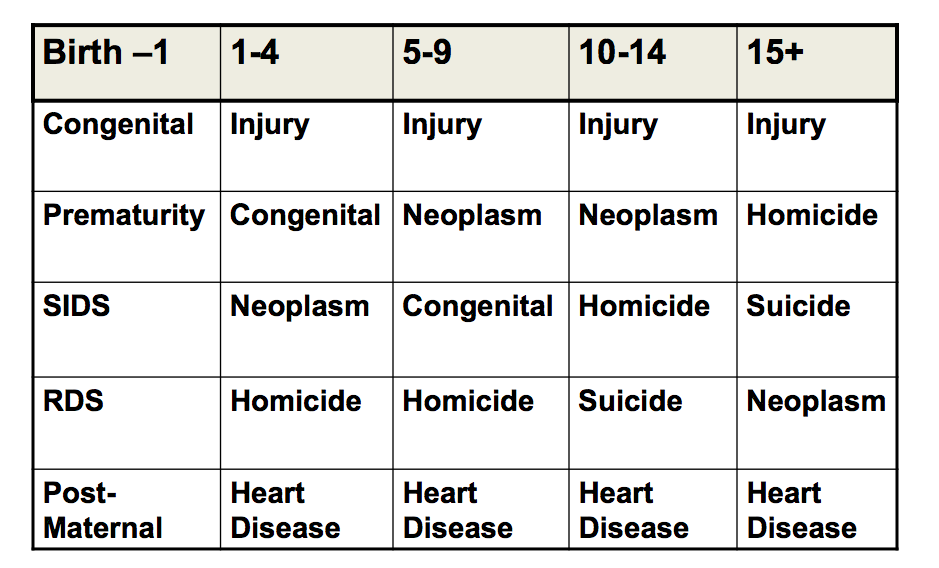 Birth –1 1-4 5-9 10-14 15+
Congenital Injury Injury Injury Injury
Prematurity Congenital Neoplasm Neoplasm Homicide
SIDS Neoplasm Congenital Homicide Suicide
RDS Homicide Homicide Suicide Neoplasm
Post- Heart Heart Heart Heart
Maternal Disease Disease Disease Disease